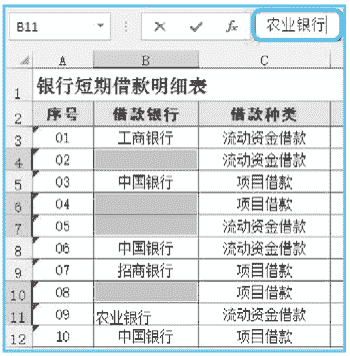 B11 fx 农业银行
A B C
1 银行短期借款明细表
2 序号 借款银行 借款种类
3 01 工商银行 流动资金借款
4 02 流动资金借款
5 03 中国银行 项目借款
6 04 项目借款
7 05 流动资金借款
8 06 中国银行 流动资金借款
9 07 招商银行 项目借款
10 08 项目借款
11 09 农业银行 流动资金借款
12 10 中国银行 项目借款